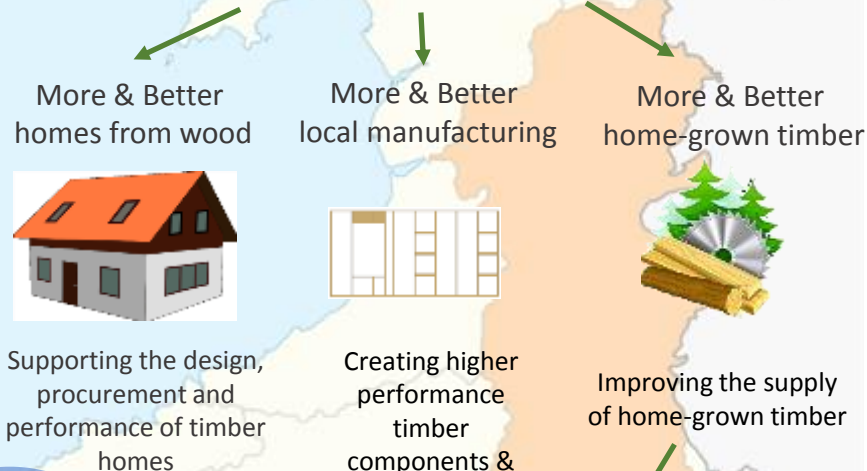 More & Better
homes from wood
More & Better
local manufacturing
More & Better
home-grown timber
Supporting the design,
procurement and
performance of timber
homes
Creating higher
performance
timber
components &
Improving the supply
of home-grown timber